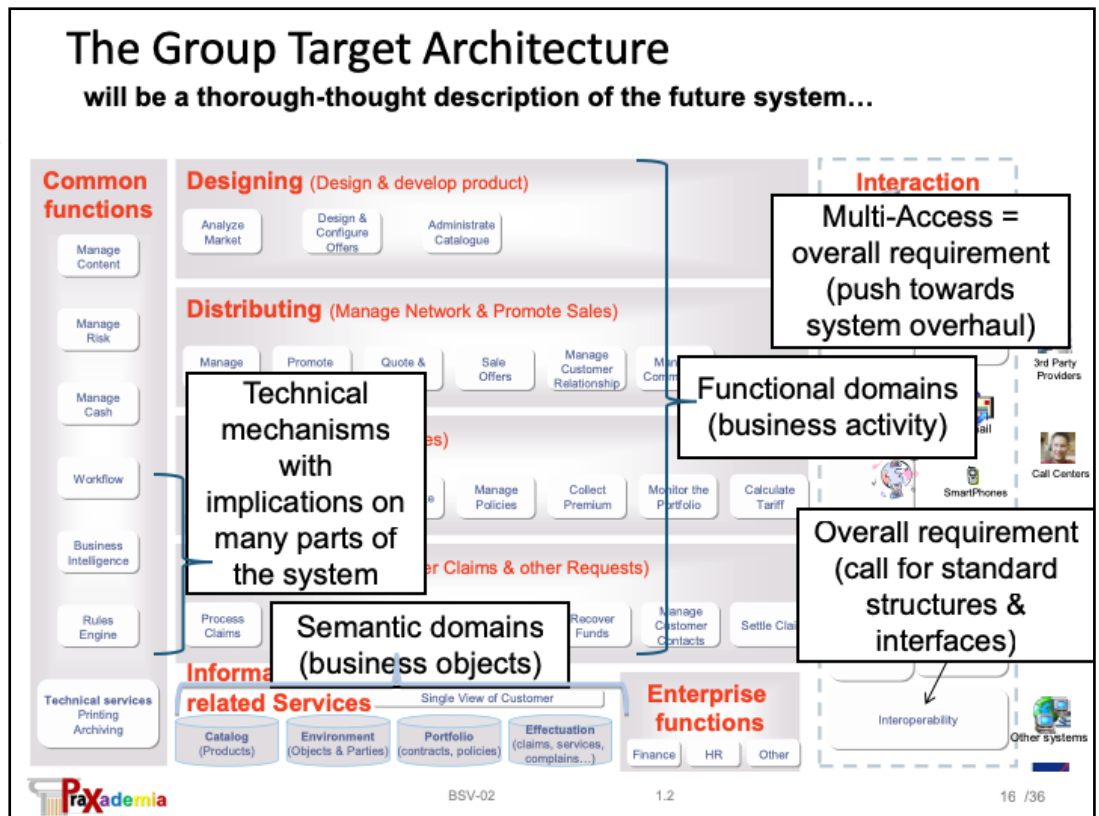 The Group Target Architecture
will be a thorough-thought description of the future system…
Common
functions
Manage
Content
Manage
Risk
Manage
Cash
Workflow
Business
Intelligence
Rules
Engine
Technical services
Printing
Archiving
Designing (Design & develop product)
Analyze
Market
Design &
Configure
Offers
Administrate
Catalogue
Distributing (Manage Network & Promote Sales)
Manage
Promote
Quote &
Sale
Offers
Manage
Customer
Relationship
Technical
mechanisms
with
implications on
many parts of
the system
Manage
Policies
Collect
Premium
Monitor the
Portfolio
Calculate
Tariff
Claims & other Requests)
Process
Claims
Recover
Funds
Manage
Customer
Contacts
Settle
Semantic domains
(business objects)
related Services
Single View of Customer
Catalog
(Products)
Environment
(Objects & Parties)
Portfolio
(contracts, policies)
Effectuation
(claims, services,
complains…)
Enterprise
functions
Finance
HR
Other
Interaction
Multi-Access =
overall requirement
(push towards
system overhaul)
Functional domains
(business activity)
3rd Party
Providers
Call Centers
SmartPhones
Overall requirement
(call for standard
structures &
interfaces)
Interoperability
Other systems
Praxademia
BSV-02
1.2
16 /36